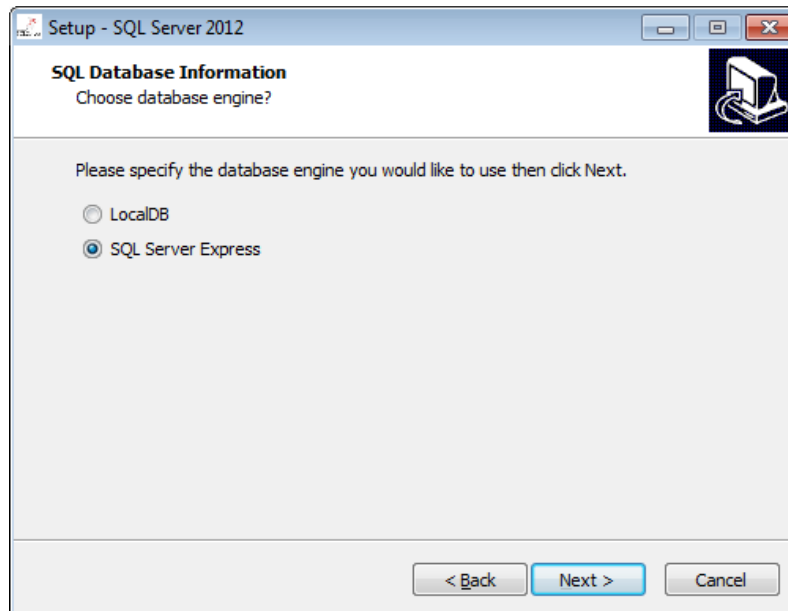 Setup - SQL Server 2012
SQL Database Information
Choose database engine?
Please specify the database engine you would like to use then click Next.
LocalDB
SQL Server Express
< Back
Next >
Cancel